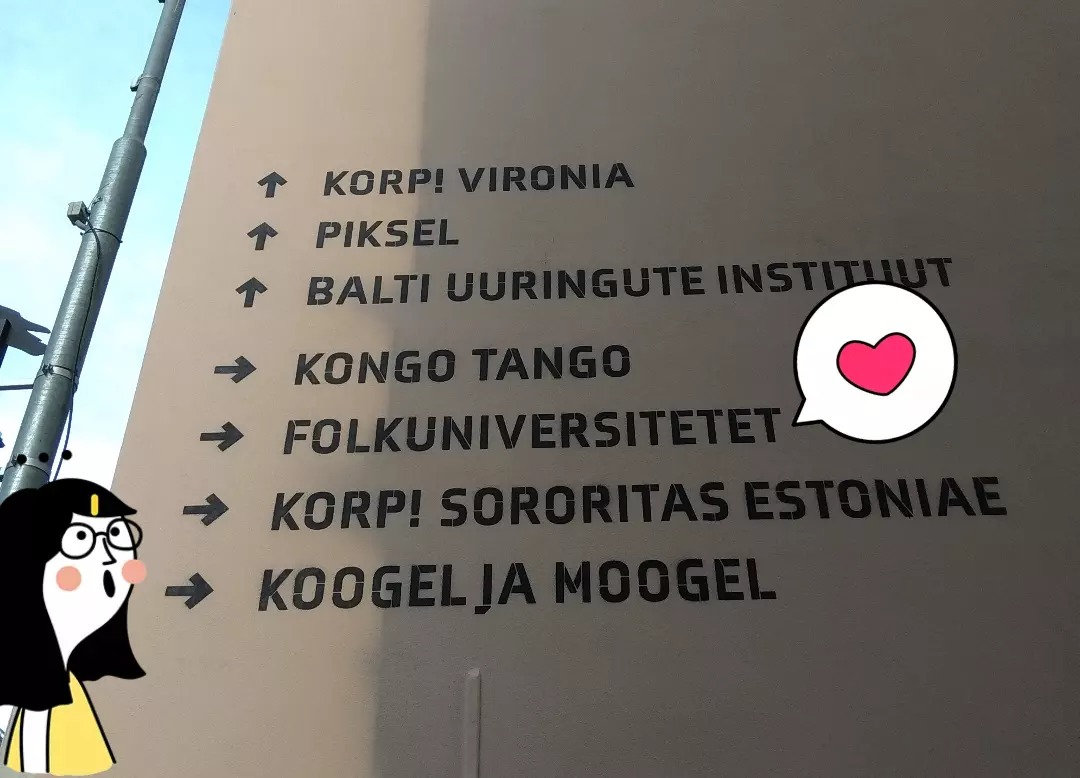 ↑ KORP! VIRONIA
↑ PIKSEL
↑ BALTI UURINGUTE INSTITUUT
→ KONGO TANGO
→ FOLKUNIVERSITETET
→ KORP! SORORITAS ESTONIAE
→ KOOGEL JA MOOGEL